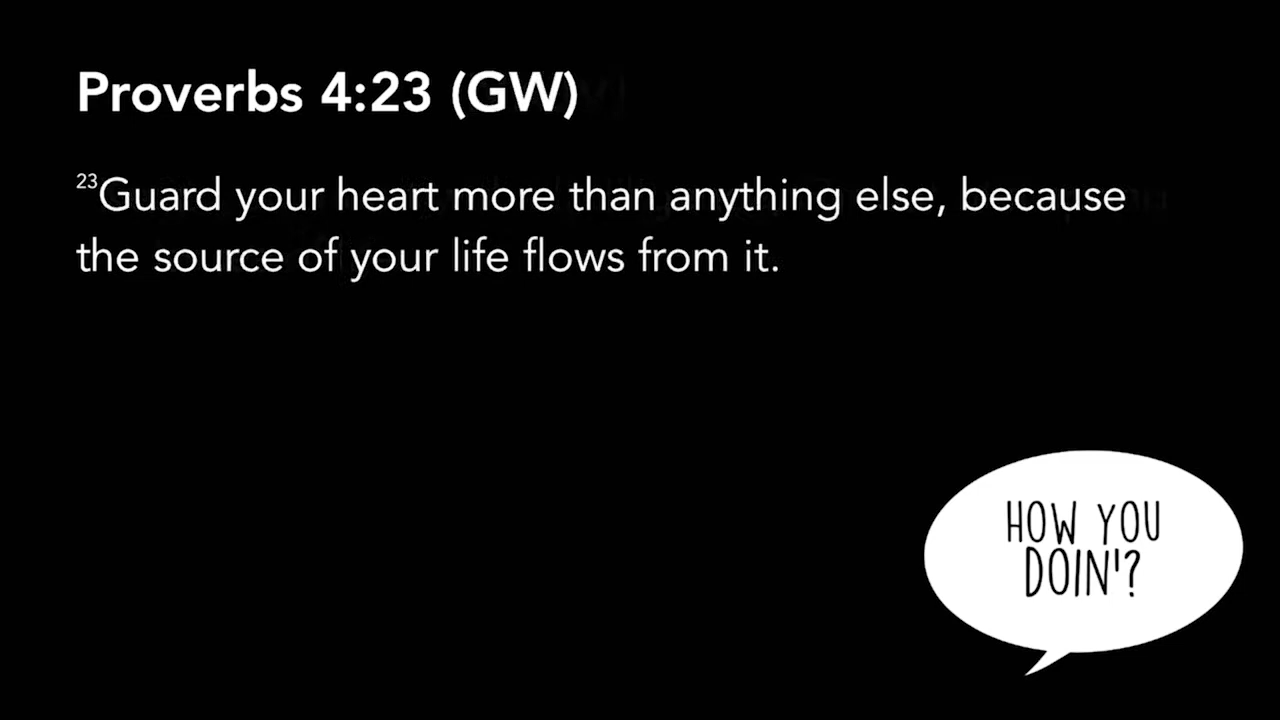 Proverbs 4:23 (GW)
23Guard your heart more than anything else, because
the source of your life flows from it.
HOW YOU
DOIN'?